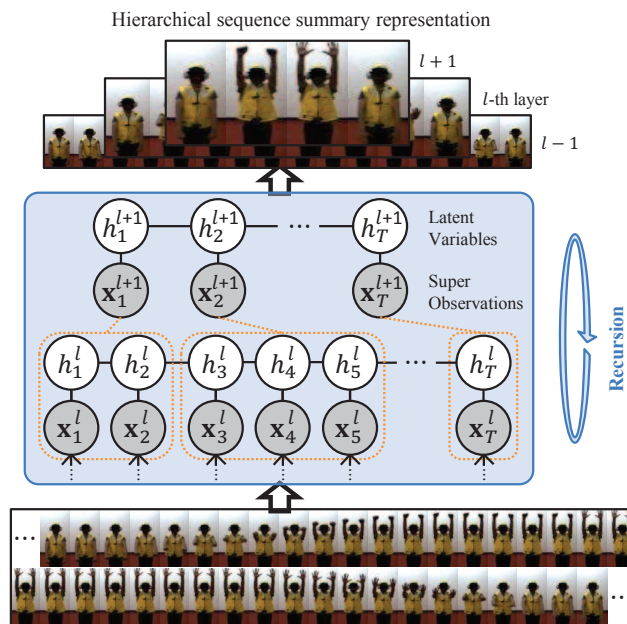 Hierarchical sequence summary representation
l + 1
l-th layer
l − 1
h_1^{l+1} h_2^{l+1} ... h_T^{l+1} Latent Variables
x_1^{l+1} x_2^{l+1} x_T^{l+1} Super Observations
h_1^l h_2^l h_3^l h_4^l h_5^l ... h_T^l
x_1^l x_2^l x_3^l x_4^l x_5^l x_T^l
Recursion
...
...